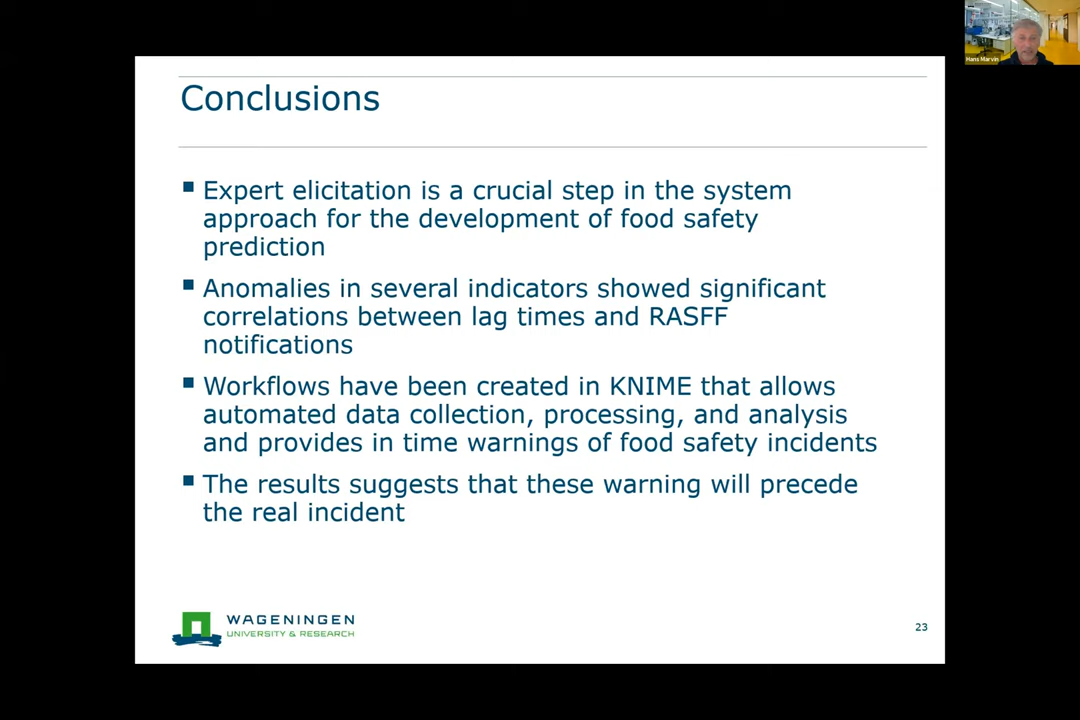 Hans Marvin
Conclusions
Expert elicitation is a crucial step in the system
approach for the development of food safety
prediction
Anomalies in several indicators showed significant
correlations between lag times and RASFF
notifications
Workflows have been created in KNIME that allows
automated data collection, processing, and analysis
and provides in time warnings of food safety incidents
The results suggests that these warning will precede
the real incident
WAGENINGEN
UNIVERSITY & RESEARCH
23